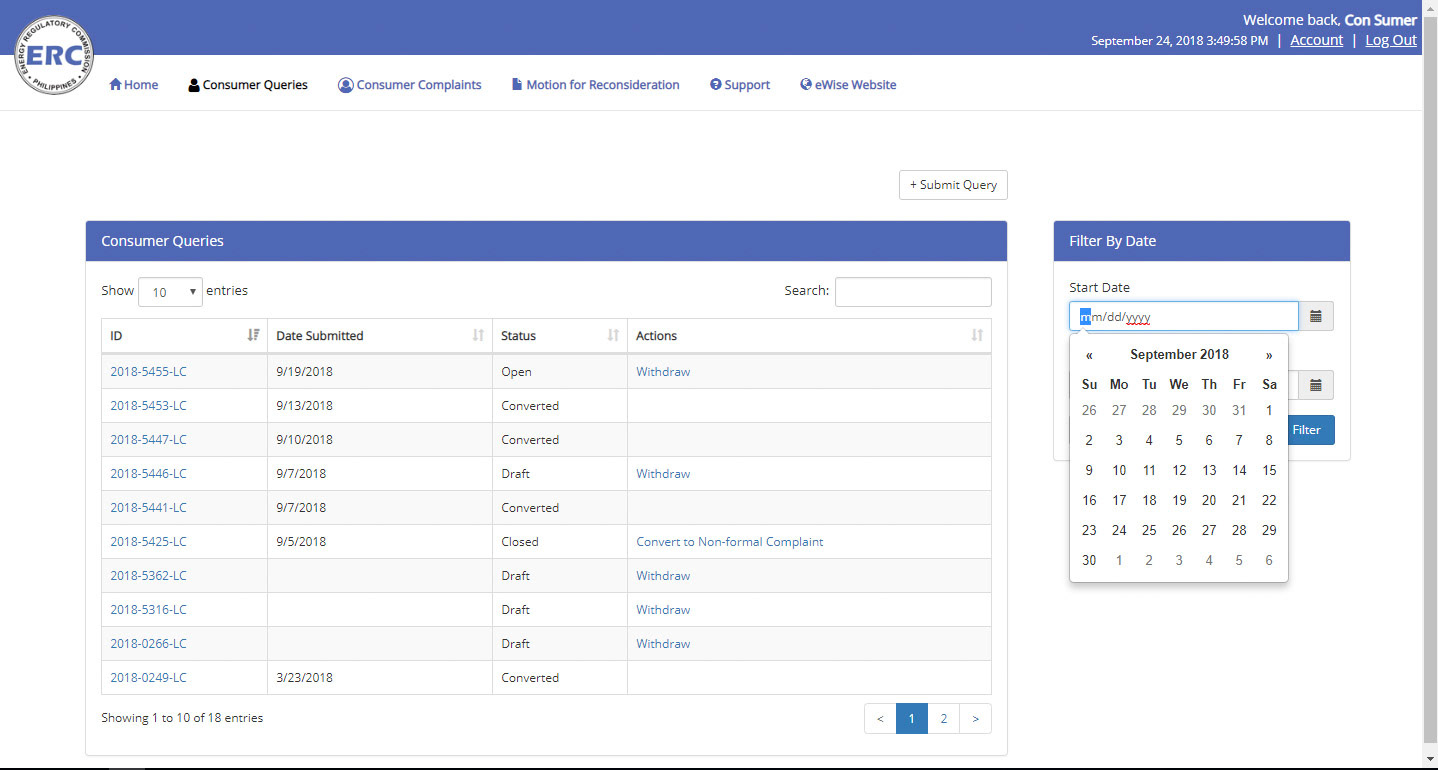 Welcome back, Con Sumer
September 24, 2018 3:49:58 PM | Account | Log Out
ENERGY REGULATORY COMMISSION
ERC
• PHILIPPINES •
Home Consumer Queries Consumer Complaints Motion for Reconsideration Support eWise Website
+ Submit Query
Consumer Queries
Show 10 entries Search:
ID Date Submitted Status Actions
2018-5455-LC 9/19/2018 Open Withdraw
2018-5453-LC 9/13/2018 Converted
2018-5447-LC 9/10/2018 Converted
2018-5446-LC 9/7/2018 Draft Withdraw
2018-5441-LC 9/7/2018 Converted
2018-5425-LC 9/5/2018 Closed Convert to Non-formal Complaint
2018-5362-LC Draft Withdraw
2018-5316-LC Draft Withdraw
2018-0266-LC Draft Withdraw
2018-0249-LC 3/23/2018 Converted
Showing 1 to 10 of 18 entries < 1 2 >
Filter By Date
Start Date
mm/dd/yyyy
« September 2018 »
Su Mo Tu We Th Fr Sa
26 27 28 29 30 31 1
2 3 4 5 6 7 8
9 10 11 12 13 14 15
16 17 18 19 20 21 22
23 24 25 26 27 28 29
30 1 2 3 4 5 6
Filter